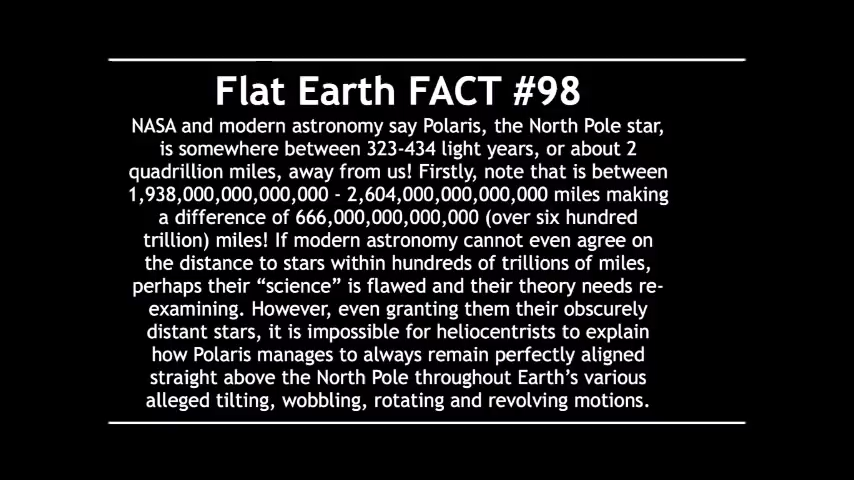 Flat Earth FACT #98
NASA and modern astronomy say Polaris, the North Pole star,
is somewhere between 323-434 light years, or about 2
quadrillion miles, away from us! Firstly, note that is between
1,938,000,000,000,000 - 2,604,000,000,000,000 miles making
a difference of 666,000,000,000,000 (over six hundred
trillion) miles! If modern astronomy cannot even agree on
the distance to stars within hundreds of trillions of miles,
perhaps their “science” is flawed and their theory needs re-
examining. However, even granting them their obscurely
distant stars, it is impossible for heliocentrists to explain
how Polaris manages to always remain perfectly aligned
straight above the North Pole throughout Earth’s various
alleged tilting, wobbling, rotating and revolving motions.